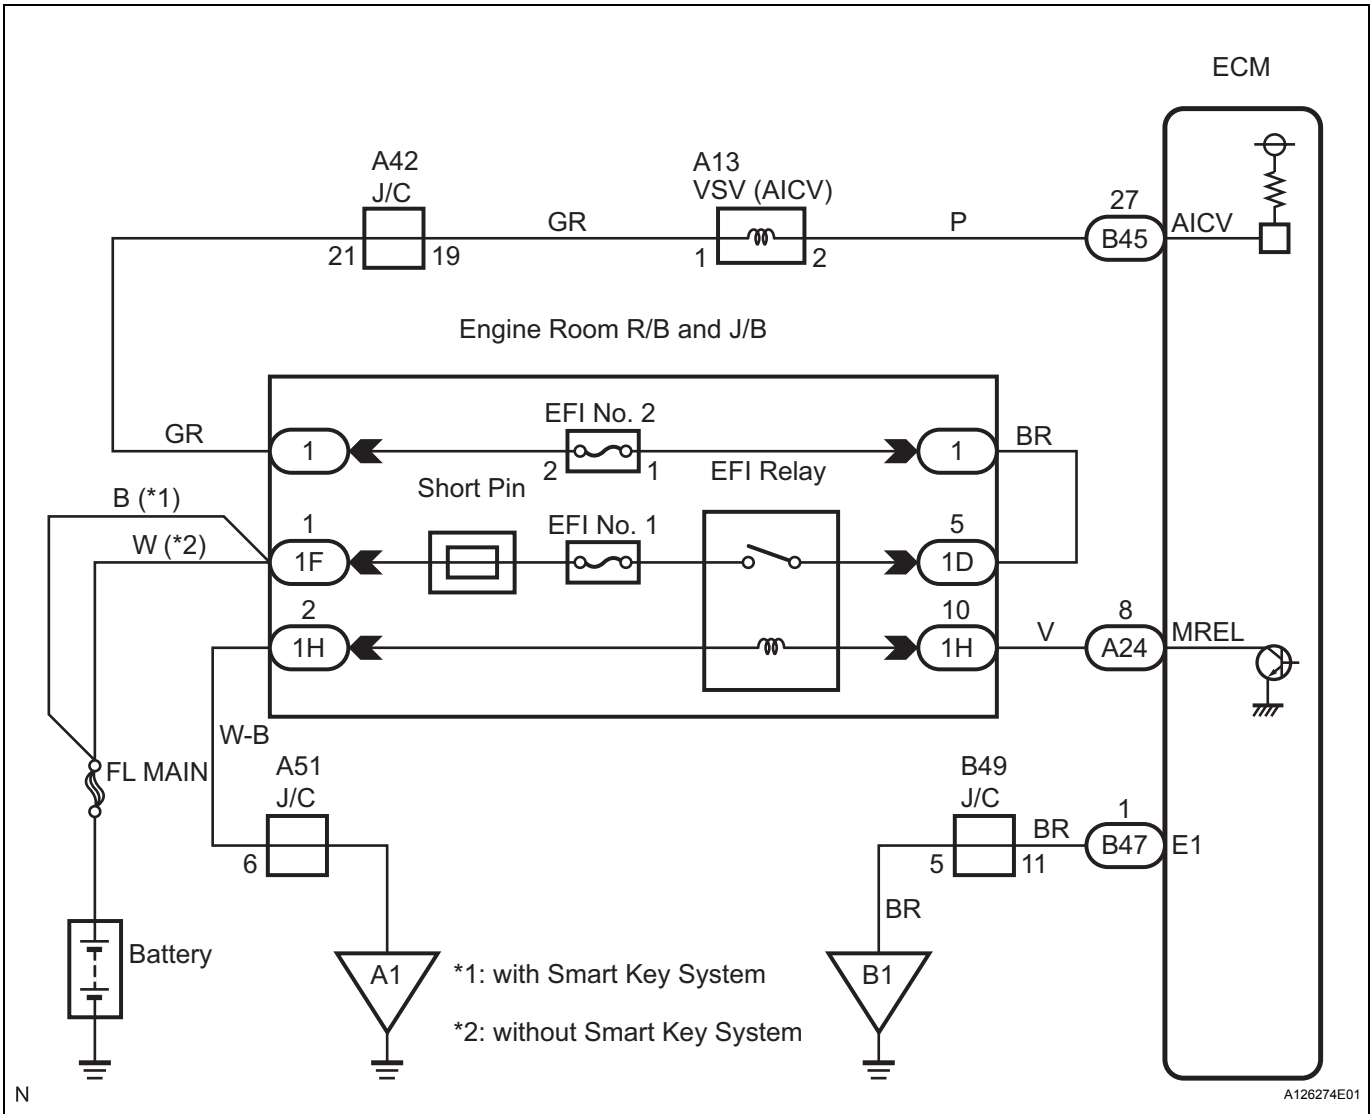 ECM
A42
J/C
A13
VSV (AICV)
27
GR
P
B45
AICV
21
19
1
2
Engine Room R/B and J/B
EFI No. 2
GR
1
2
1
1
BR
EFI Relay
Short Pin
B (*1)
1
EFI No. 1
5
W (*2)
1F
1D
2
10
8
1H
1H
V
A24
MREL
W-B
FL MAIN
A51
J/C
B49
J/C
1
BR
B47
E1
6
5
11
BR
Battery
A1
*1: with Smart Key System
B1
*2: without Smart Key System
N
A126274E01